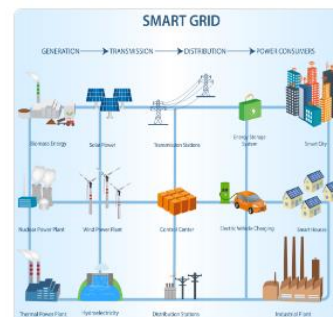 SMART GRID
GENERATION TRANSMISSION DISTRIBUTION POWER CONSUMERS
Biomass Energy Solar Power Transmission Stations Energy Storage System Smart City
Nuclear Power Plant Wind Power Plant Control Center Electric Vehicle Charging Smart Houses
Thermal Power Plant Hydroelectricity Distribution Stations Industrial Plant